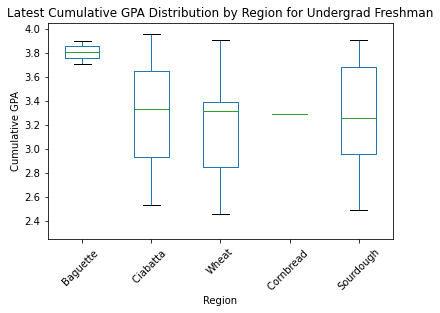 Latest Cumulative GPA Distribution by Region for Undergrad Freshman
4.0
3.8
3.6
3.4
3.2
3.0
2.8
2.6
2.4
Cumulative GPA
Baguette
Ciabatta
Wheat
Cornbread
Sourdough
Region